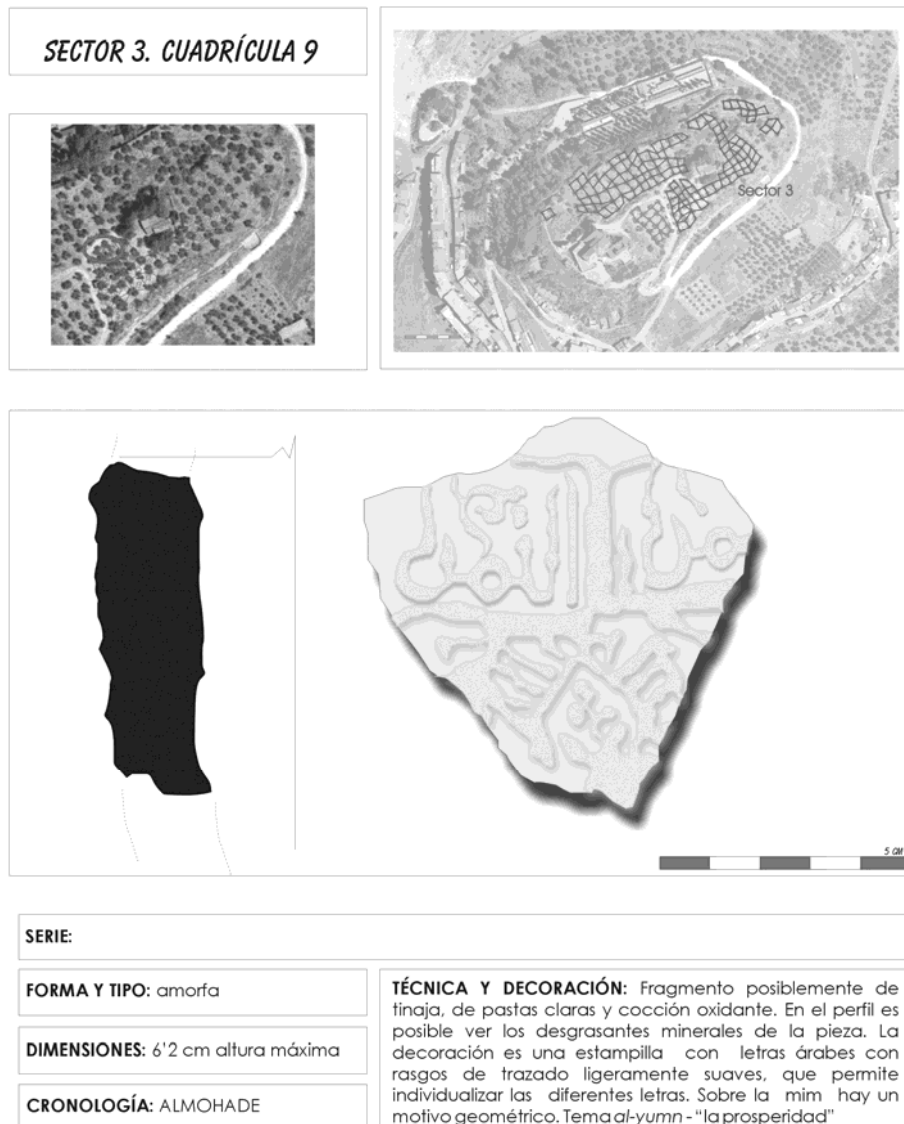 SECTOR 3. CUADRÍCULA 9
Sector 3
5 CM
SERIE:
FORMA Y TIPO: amorfa
DIMENSIONES: 6'2 cm altura máxima
CRONOLOGÍA: ALMOHADE
TÉCNICA Y DECORACIÓN: Fragmento posiblemente de
tinaja, de pastas claras y cocción oxidante. En el perfil es
posible ver los desgrasantes minerales de la pieza. La
decoración es una estampilla con letras árabes con
rasgos de trazado ligeramente suaves, que permite
individualizar las diferentes letras. Sobre la mim hay un
motivo geométrico. Tema al-yumn - "la prosperidad"